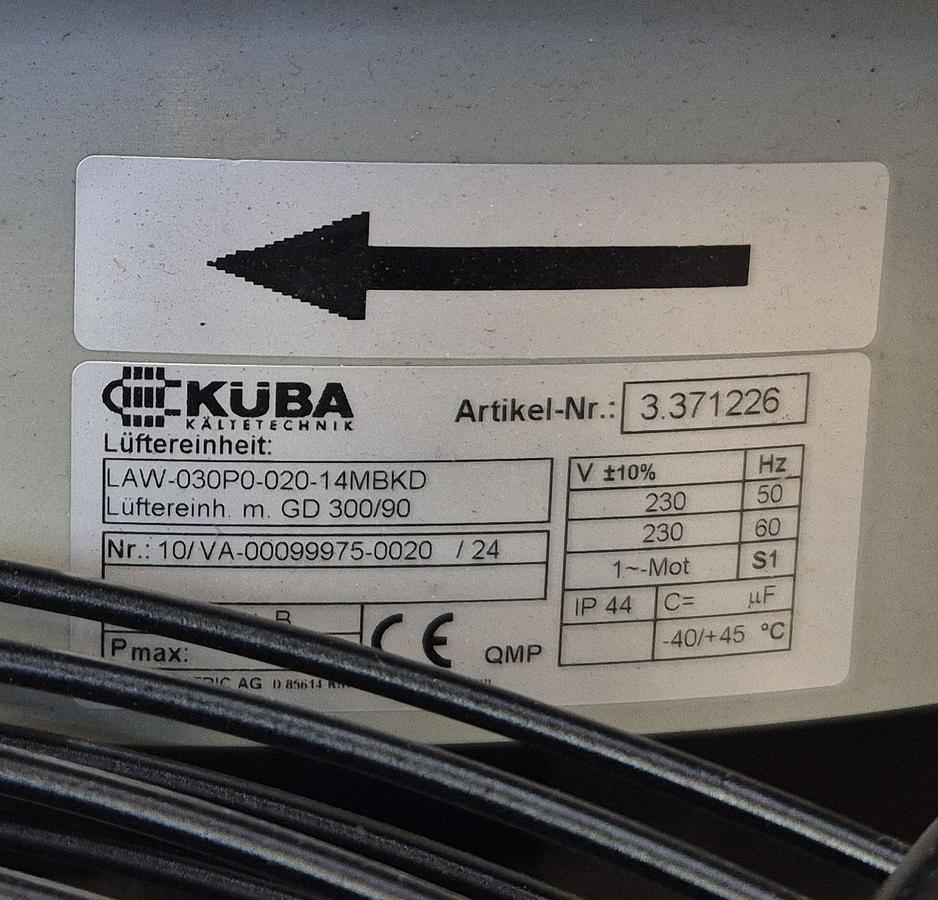 KÜBA
KÄLTETECHNIK
Artikel-Nr.: 3.371226
Lüftereinheit:
LAW-030P0-020-14MBKD
Lüftereinh. m. GD 300/90
Nr.: 10/VA-00099975-0020 / 24
V ±10% Hz
230 50
230 60
1~-Mot S1
IP 44 C= µF
-40/+45 °C
B
Pmax:
CE QMP
AG D 85614